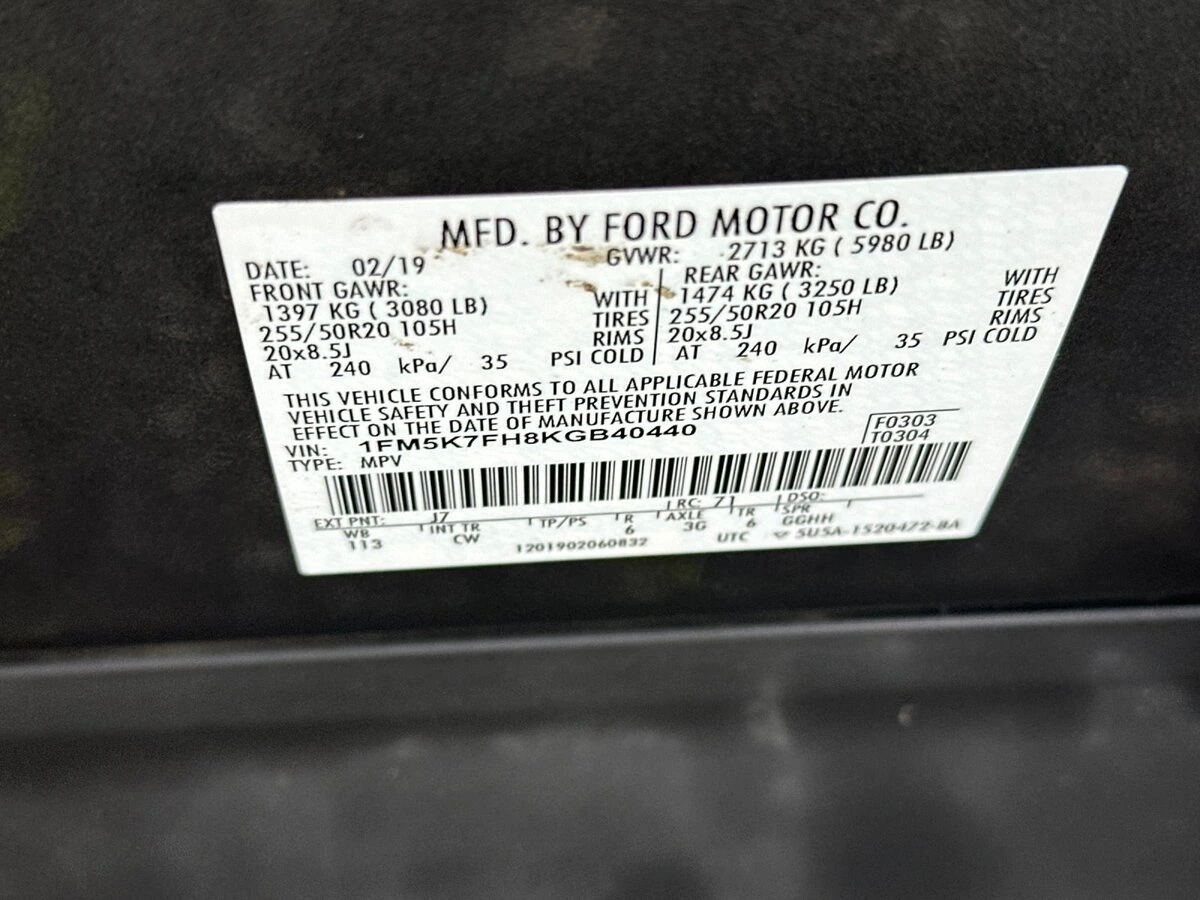 MFD. BY FORD MOTOR CO.
DATE: 02/19 GVWR: 2713 KG ( 5980 LB)
FRONT GAWR: REAR GAWR:
1397 KG ( 3080 LB) WITH 1474 KG ( 3250 LB) WITH
255/50R20 105H TIRES 255/50R20 105H TIRES
20x8.5J RIMS 20x8.5J RIMS
AT 240 kPa/ 35 PSI COLD AT 240 kPa/ 35 PSI COLD
THIS VEHICLE CONFORMS TO ALL APPLICABLE FEDERAL MOTOR
VEHICLE SAFETY AND THEFT PREVENTION STANDARDS IN
EFFECT ON THE DATE OF MANUFACTURE SHOWN ABOVE.
VIN: 1FM5K7FH8KGB40440 F0303
TYPE: MPV T0304
EXT PNT: J7 RC: 71 DSO:
WB INT TR TP/PS R AXLE TR SPR
113 CW 6 3G 6 GGHH
1201902060832 UTC 5U5A-1520472-BA